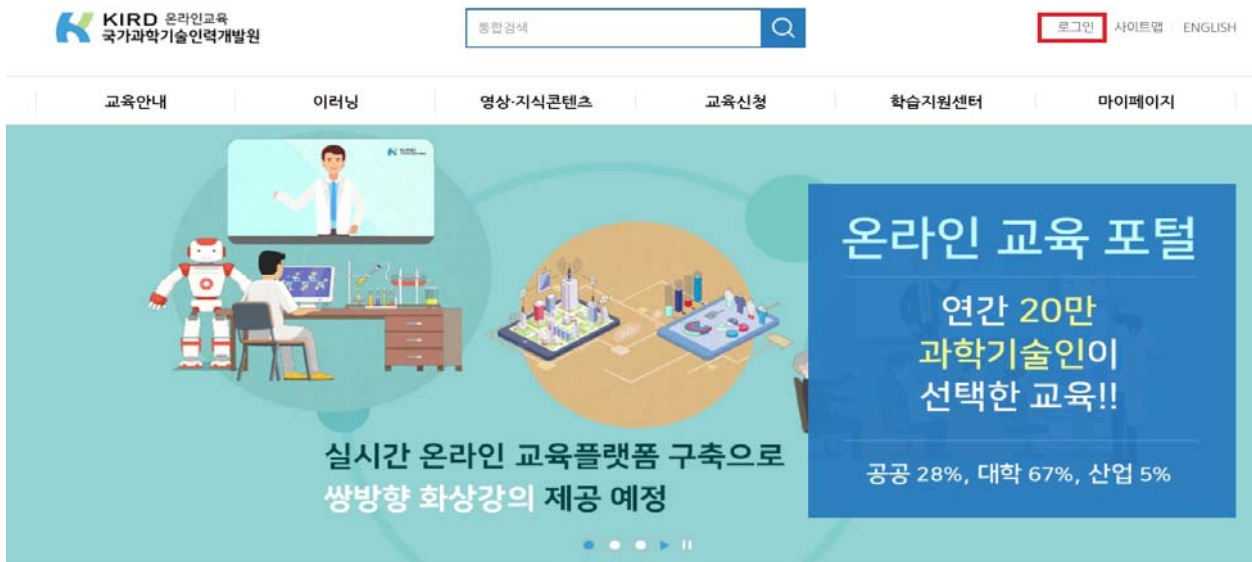 KIRD 온라인교육
국가과학기술인력개발원
통합검색
로그인 사이트맵 ENGLISH
교육안내 이러닝 영상·지식콘텐츠 교육신청 학습지원센터 마이페이지
온라인 교육 포털
연간 20만
과학기술인이
선택한 교육!!
공공 28%, 대학 67%, 산업 5%
실시간 온라인 교육플랫폼 구축으로
쌍방향 화상강의 제공 예정